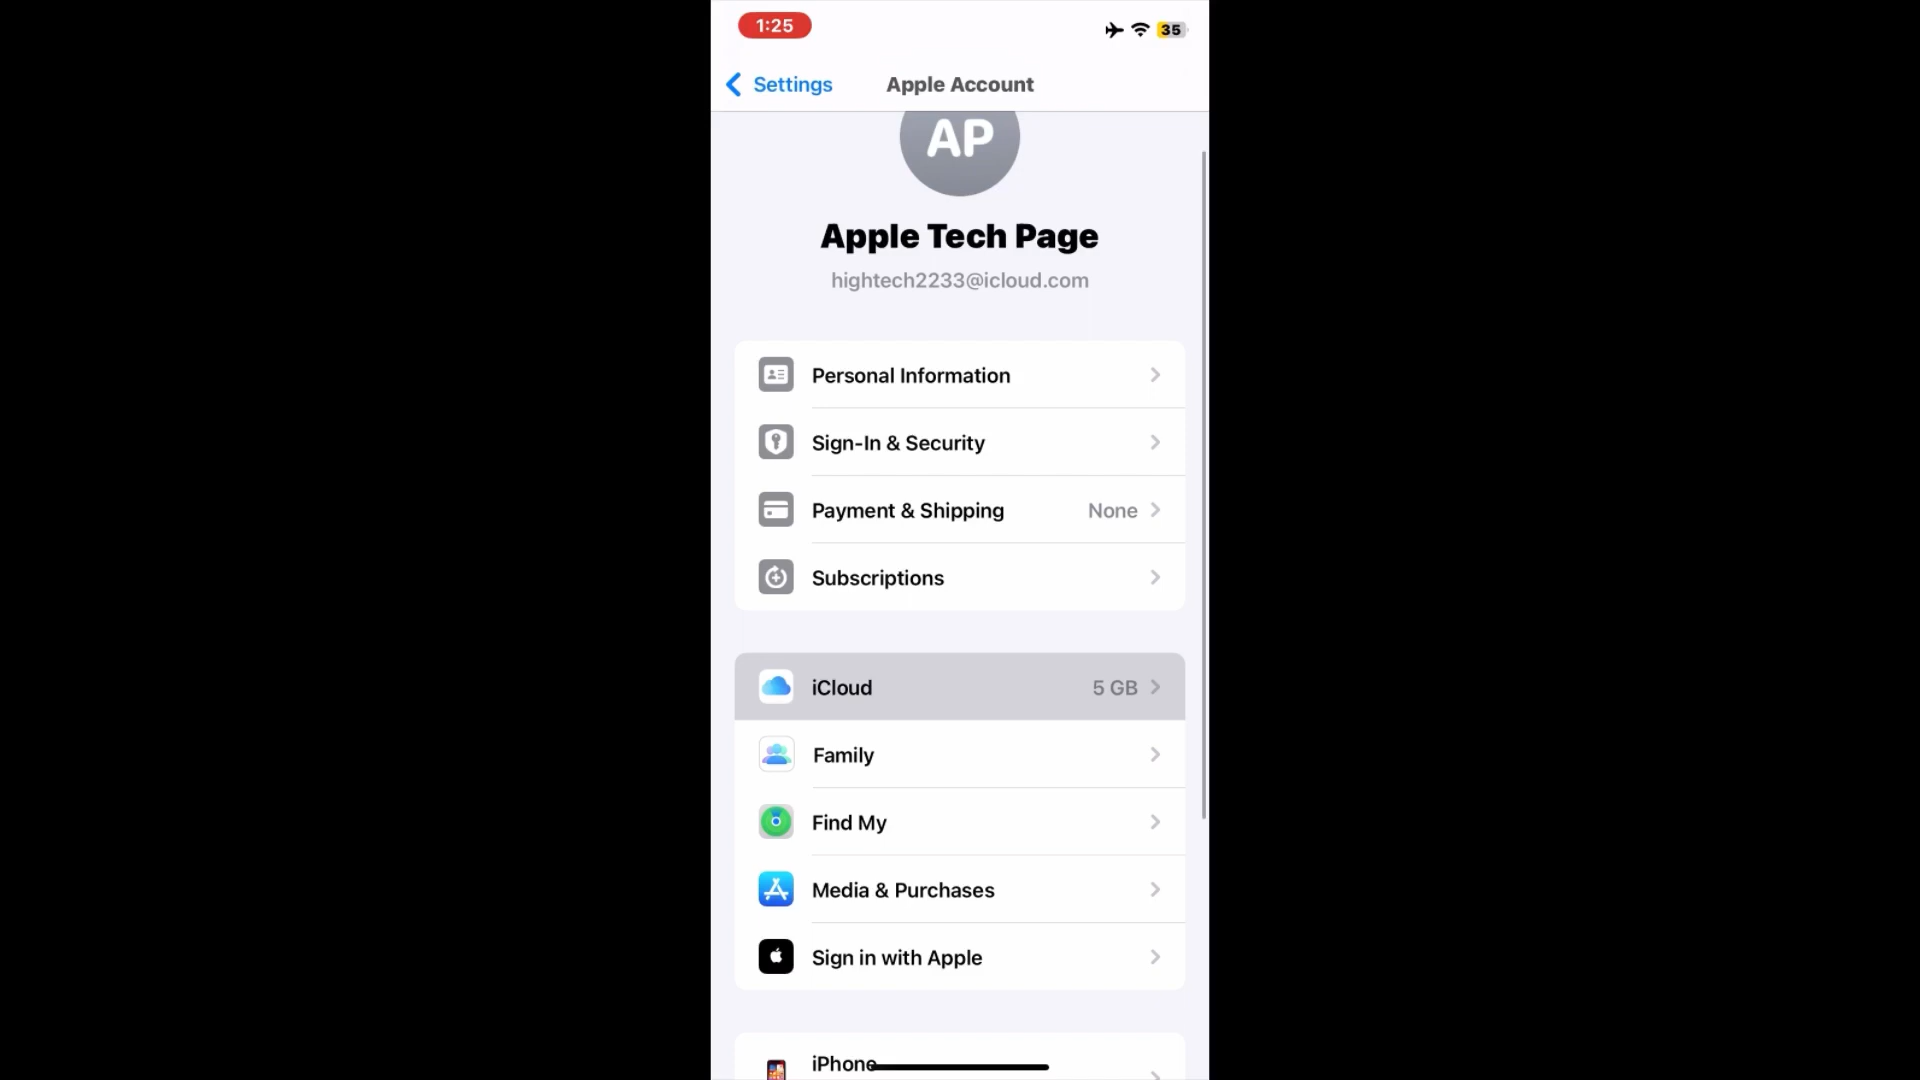 1:25
35
Settings
Apple Account
AP
Apple Tech Page
hightech2233@icloud.com
Personal Information
Sign-In & Security
Payment & Shipping None
Subscriptions
iCloud 5 GB
Family
Find My
Media & Purchases
Sign in with Apple
iPhone